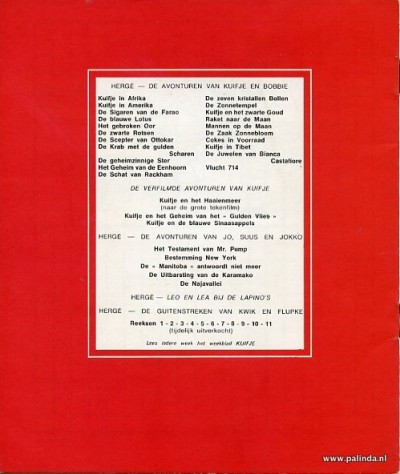 HERGÉ — DE AVONTUREN VAN KUIFJE EN BOBBIE
Kuifje in Afrika
Kuifje in Amerika
De Sigaren van de Farao
De blauwe Lotus
Het gebroken Oor
De zwarte Rotsen
De Scepter van Ottokar
De Krab met de gulden
Scharen
De geheimzinnige Ster
Het Geheim van de Eenhoorn
De Schat van Rackham
De zeven kristallen Bollen
De Zonnetempel
Kuifje en het zwarte Goud
Raket naar de Maan
Mannen op de Maan
De Zaak Zonnebloem
Cokes in Voorraad
Kuifje in Tibet
De Juwelen van Bianca
Castafiore
Vlucht 714
DE VERFILMDE AVONTUREN VAN KUIFJE
Kuifje en het Haaienmeer
(naar de grote tekenfilm)
Kuifje en het Geheim van het « Gulden Vlies »
Kuifje en de blauwe Sinaasappels
HERGÉ — DE AVONTUREN VAN JO, SUUS EN JOKKO
Het Testament van Mr. Pump
Bestemming New York
De « Manitoba » antwoordt niet meer
De Uitbarsting van de Karamako
De Najavallei
HERGÉ — LEO EN LEA BIJ DE LAPINO'S
HERGÉ — DE GUITENSTREKEN VAN KWIK EN FLUPKE
Reeksen 1 - 2 - 3 - 4 - 5 - 6 - 7 - 8 - 9 - 10 - 11
(tijdelijk uitverkocht)
Lees iedere week het weekblad KUIFJE
www.palinda.nl